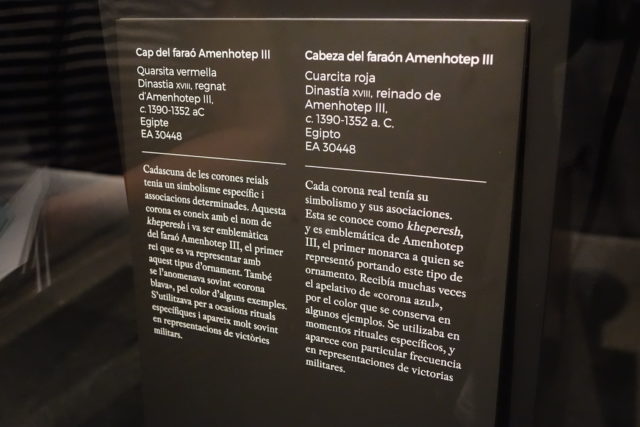 Cap del faraó Amenhotep III
Quarsita vermella
Dinastia XVIII, regnat
d'Amenhotep III,
c. 1390-1352 aC
Egipte
EA 30448
Cadascuna de les corones reials
tenia un simbolisme específic i
associacions determinades. Aquesta
corona es coneix amb el nom de
kheperesh i va ser emblemàtica
del faraó Amenhotep III, el primer
rei que es va representar amb
aquest tipus d'ornament. També
se l'anomenava sovint «corona
blava», pel color d'alguns exemples.
S'utilitzava per a ocasions rituals
específiques i apareix molt sovint
en representacions de victòries
militars.
Cabeza del faraón Amenhotep III
Cuarcita roja
Dinastía XVIII, reinado de
Amenhotep III,
c. 1390-1352 a. C.
Egipto
EA 30448
Cada corona real tenía su
simbolismo y sus asociaciones.
Esta se conoce como kheperesh,
y es emblemática de Amenhotep
III, el primer monarca a quien se
representó portando este tipo de
ornamento. Recibía muchas veces
el apelativo de «corona azul»,
por el color que se conserva en
algunos ejemplos. Se utilizaba en
momentos rituales específicos, y
aparece con particular frecuencia
en representaciones de victorias
militares.